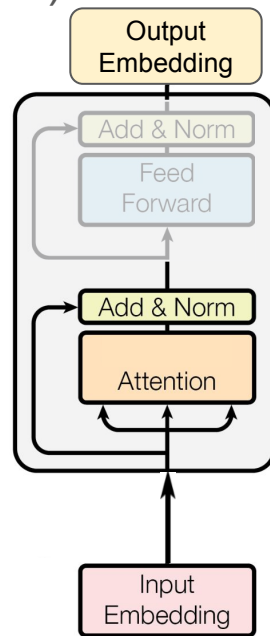 Output
Embedding
Add & Norm
Feed
Forward
Add & Norm
Attention
Input
Embedding